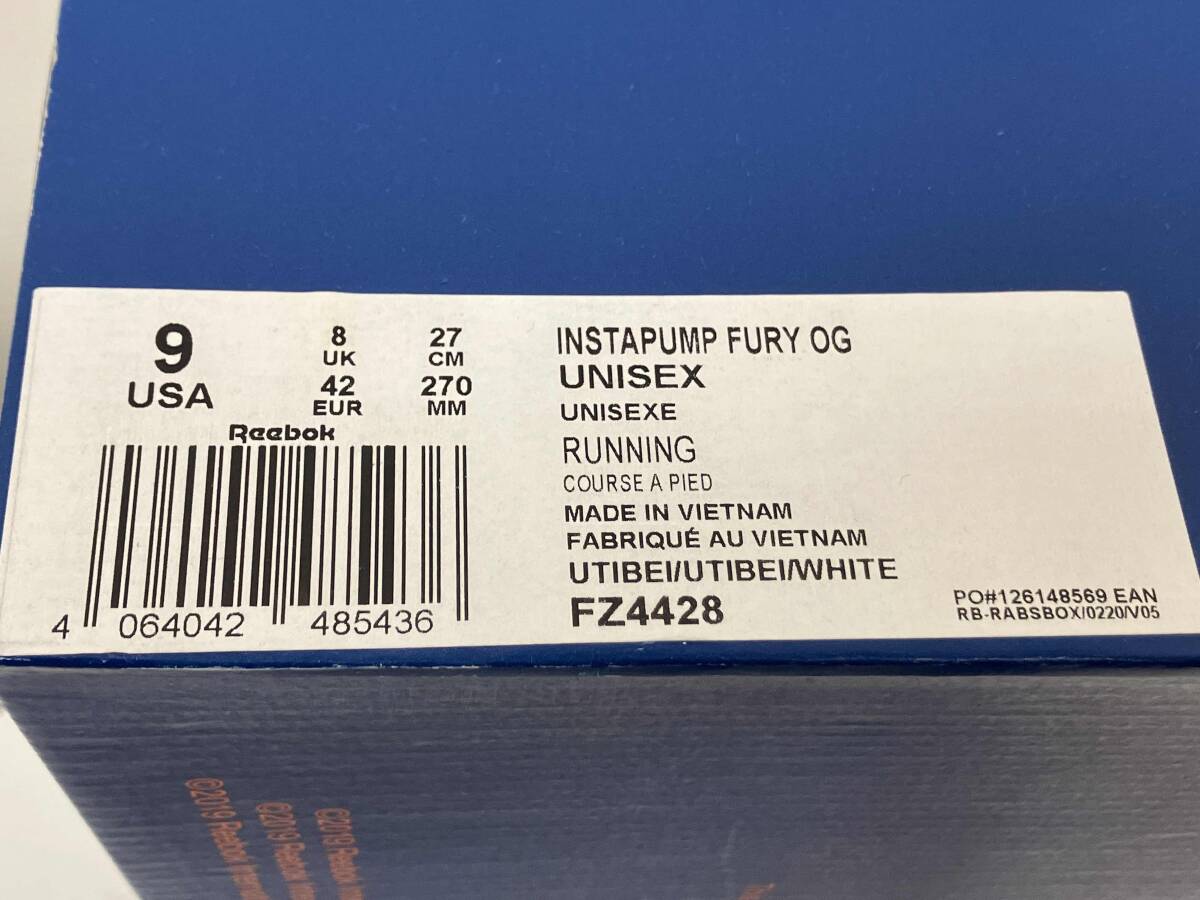 9
USA
8
UK
42
EUR
27
CM
270
MM
Reebok
4 064042 485436
INSTAPUMP FURY OG
UNISEX
UNISEXE
RUNNING
COURSE A PIED
MADE IN VIETNAM
FABRIQUÉ AU VIETNAM
UTIBEI/UTIBEI/WHITE
FZ4428
PO#126148569 EAN
RB-RABSBOX/0220/V05
©2019 Reebok
©2019 Reebok
©2019 Reebok